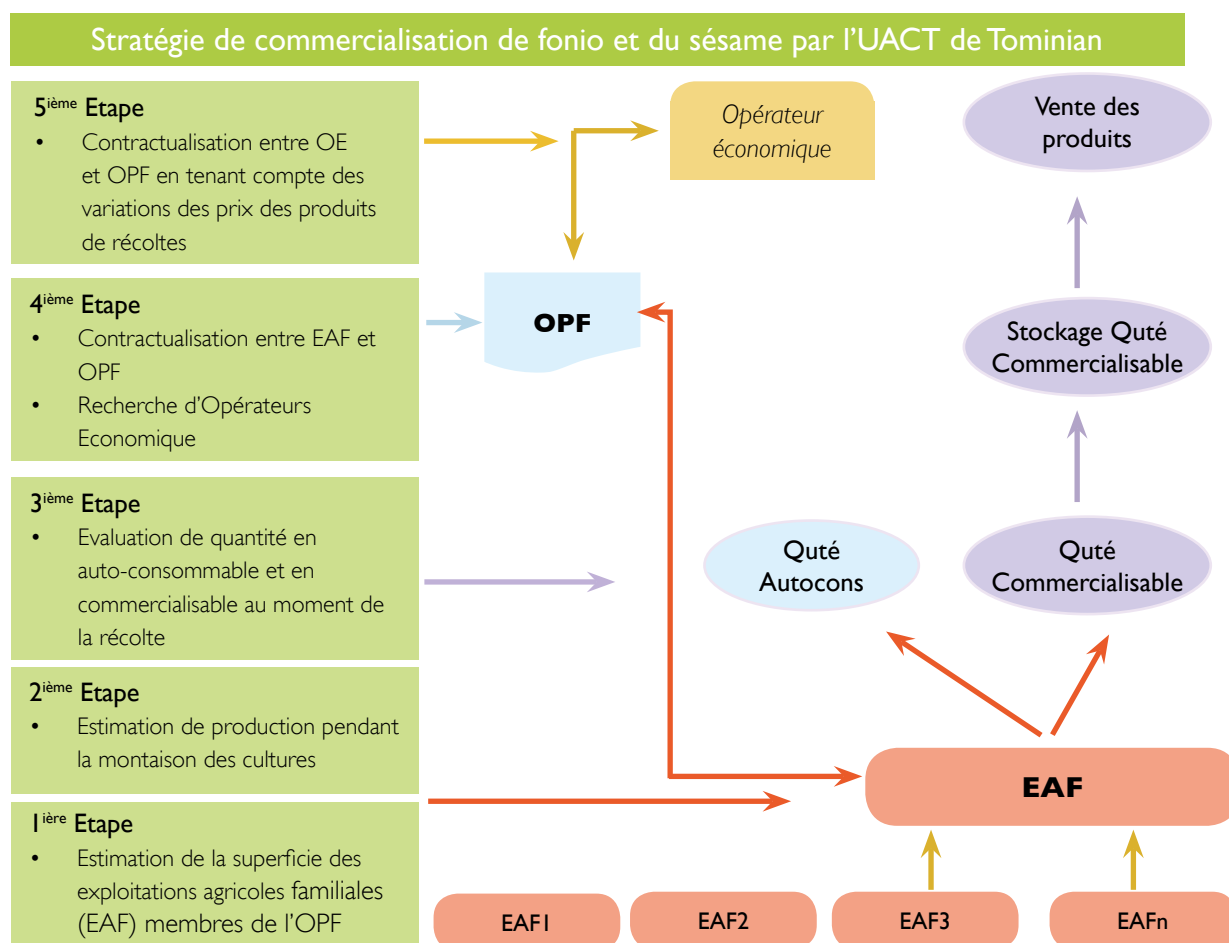 Stratégie de commercialisation de fonio et du sésame par l'UACT de Tominian
5ième Etape
• Contractualisation entre OE
et OPF en tenant compte des
variations des prix des produits
de récoltes
Opérateur
économique
Vente des
produits
4ième Etape
• Contractualisation entre EAF et
OPF
• Recherche d'Opérateurs
Economique
OPF
Stockage Quté
Commercialisable
3ième Etape
• Evaluation de quantité en
auto-consommable et en
commercialisable au moment de
la récolte
Quté
Autocons
Quté
Commercialisable
2ième Etape
• Estimation de production pendant
la montaison des cultures
EAF
1ière Etape
• Estimation de la superficie des
exploitations agricoles familiales
(EAF) membres de l'OPF
EAF1
EAF2
EAF3
EAFn